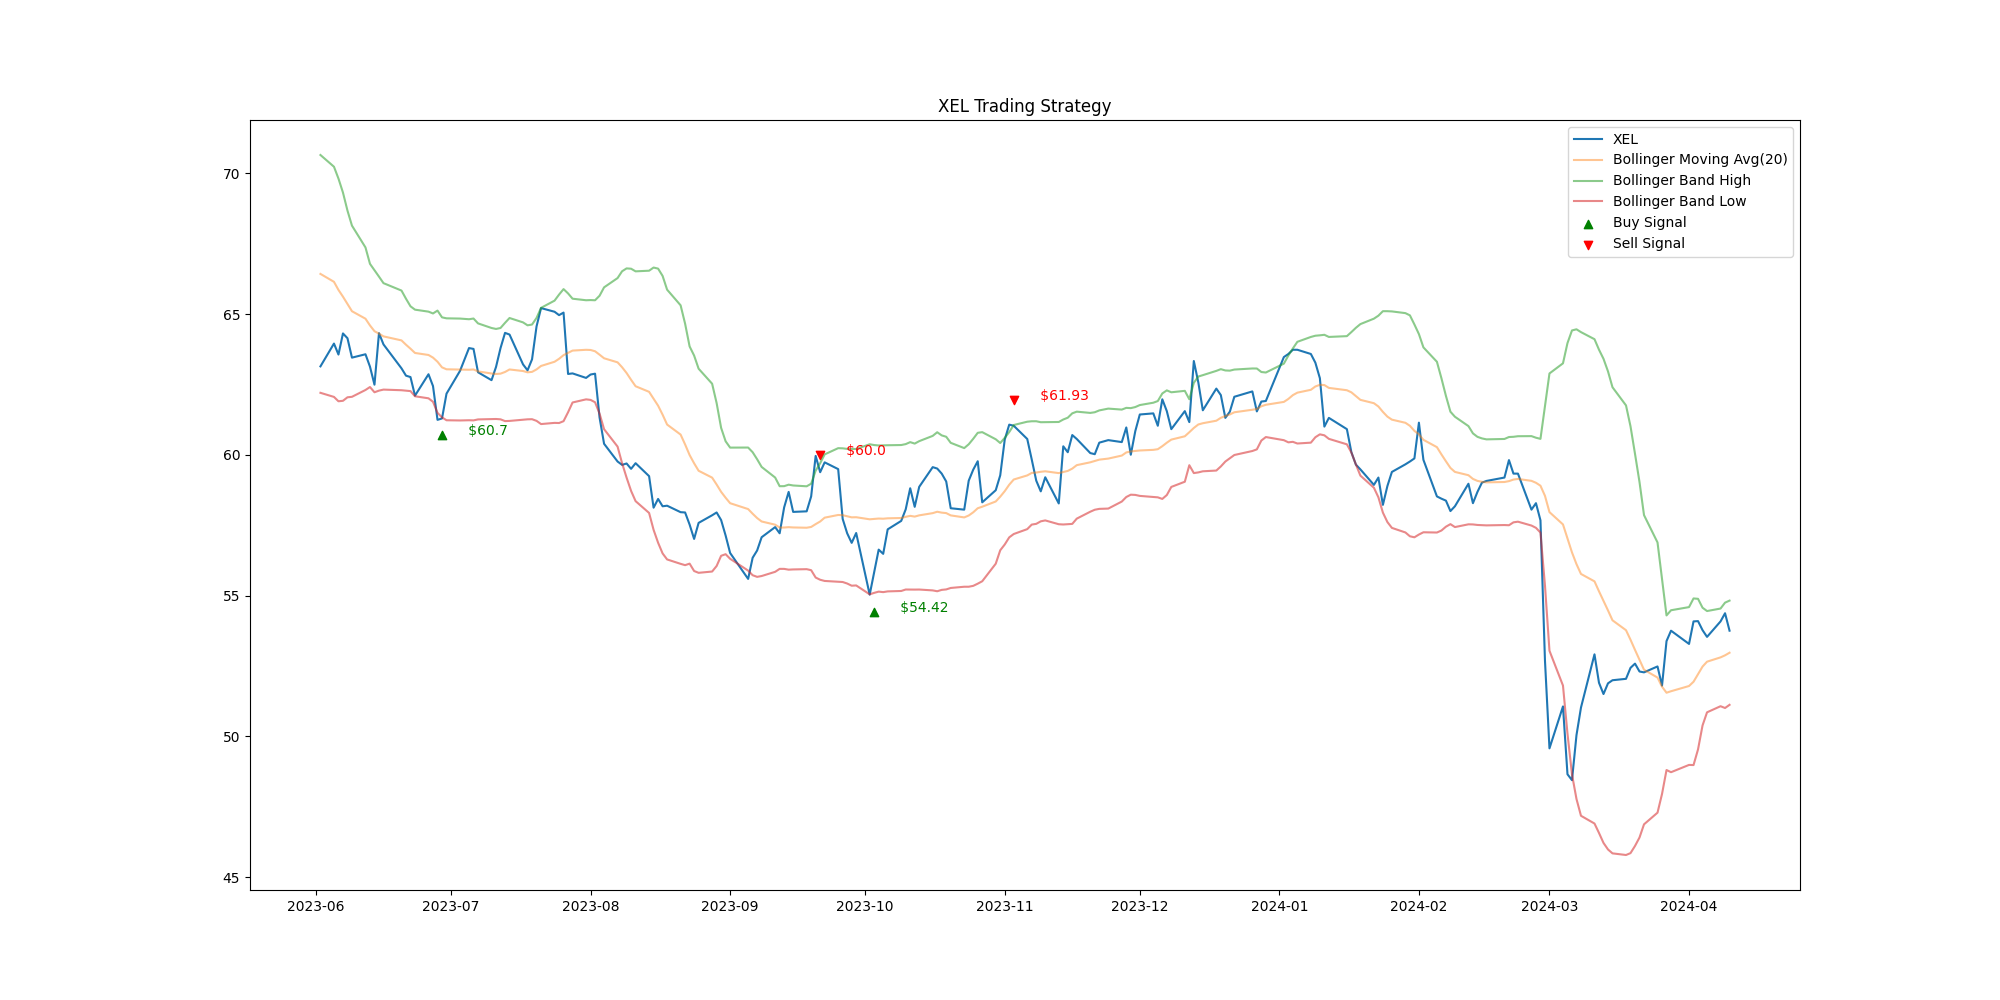 XEL Trading Strategy
XEL
Bollinger Moving Avg(20)
Bollinger Band High
Bollinger Band Low
Buy Signal
Sell Signal
70
65
60
55
50
45
$60.7
$60.0
$54.42
$61.93
2023-06 2023-07 2023-08 2023-09 2023-10 2023-11 2023-12 2024-01 2024-02 2024-03 2024-04